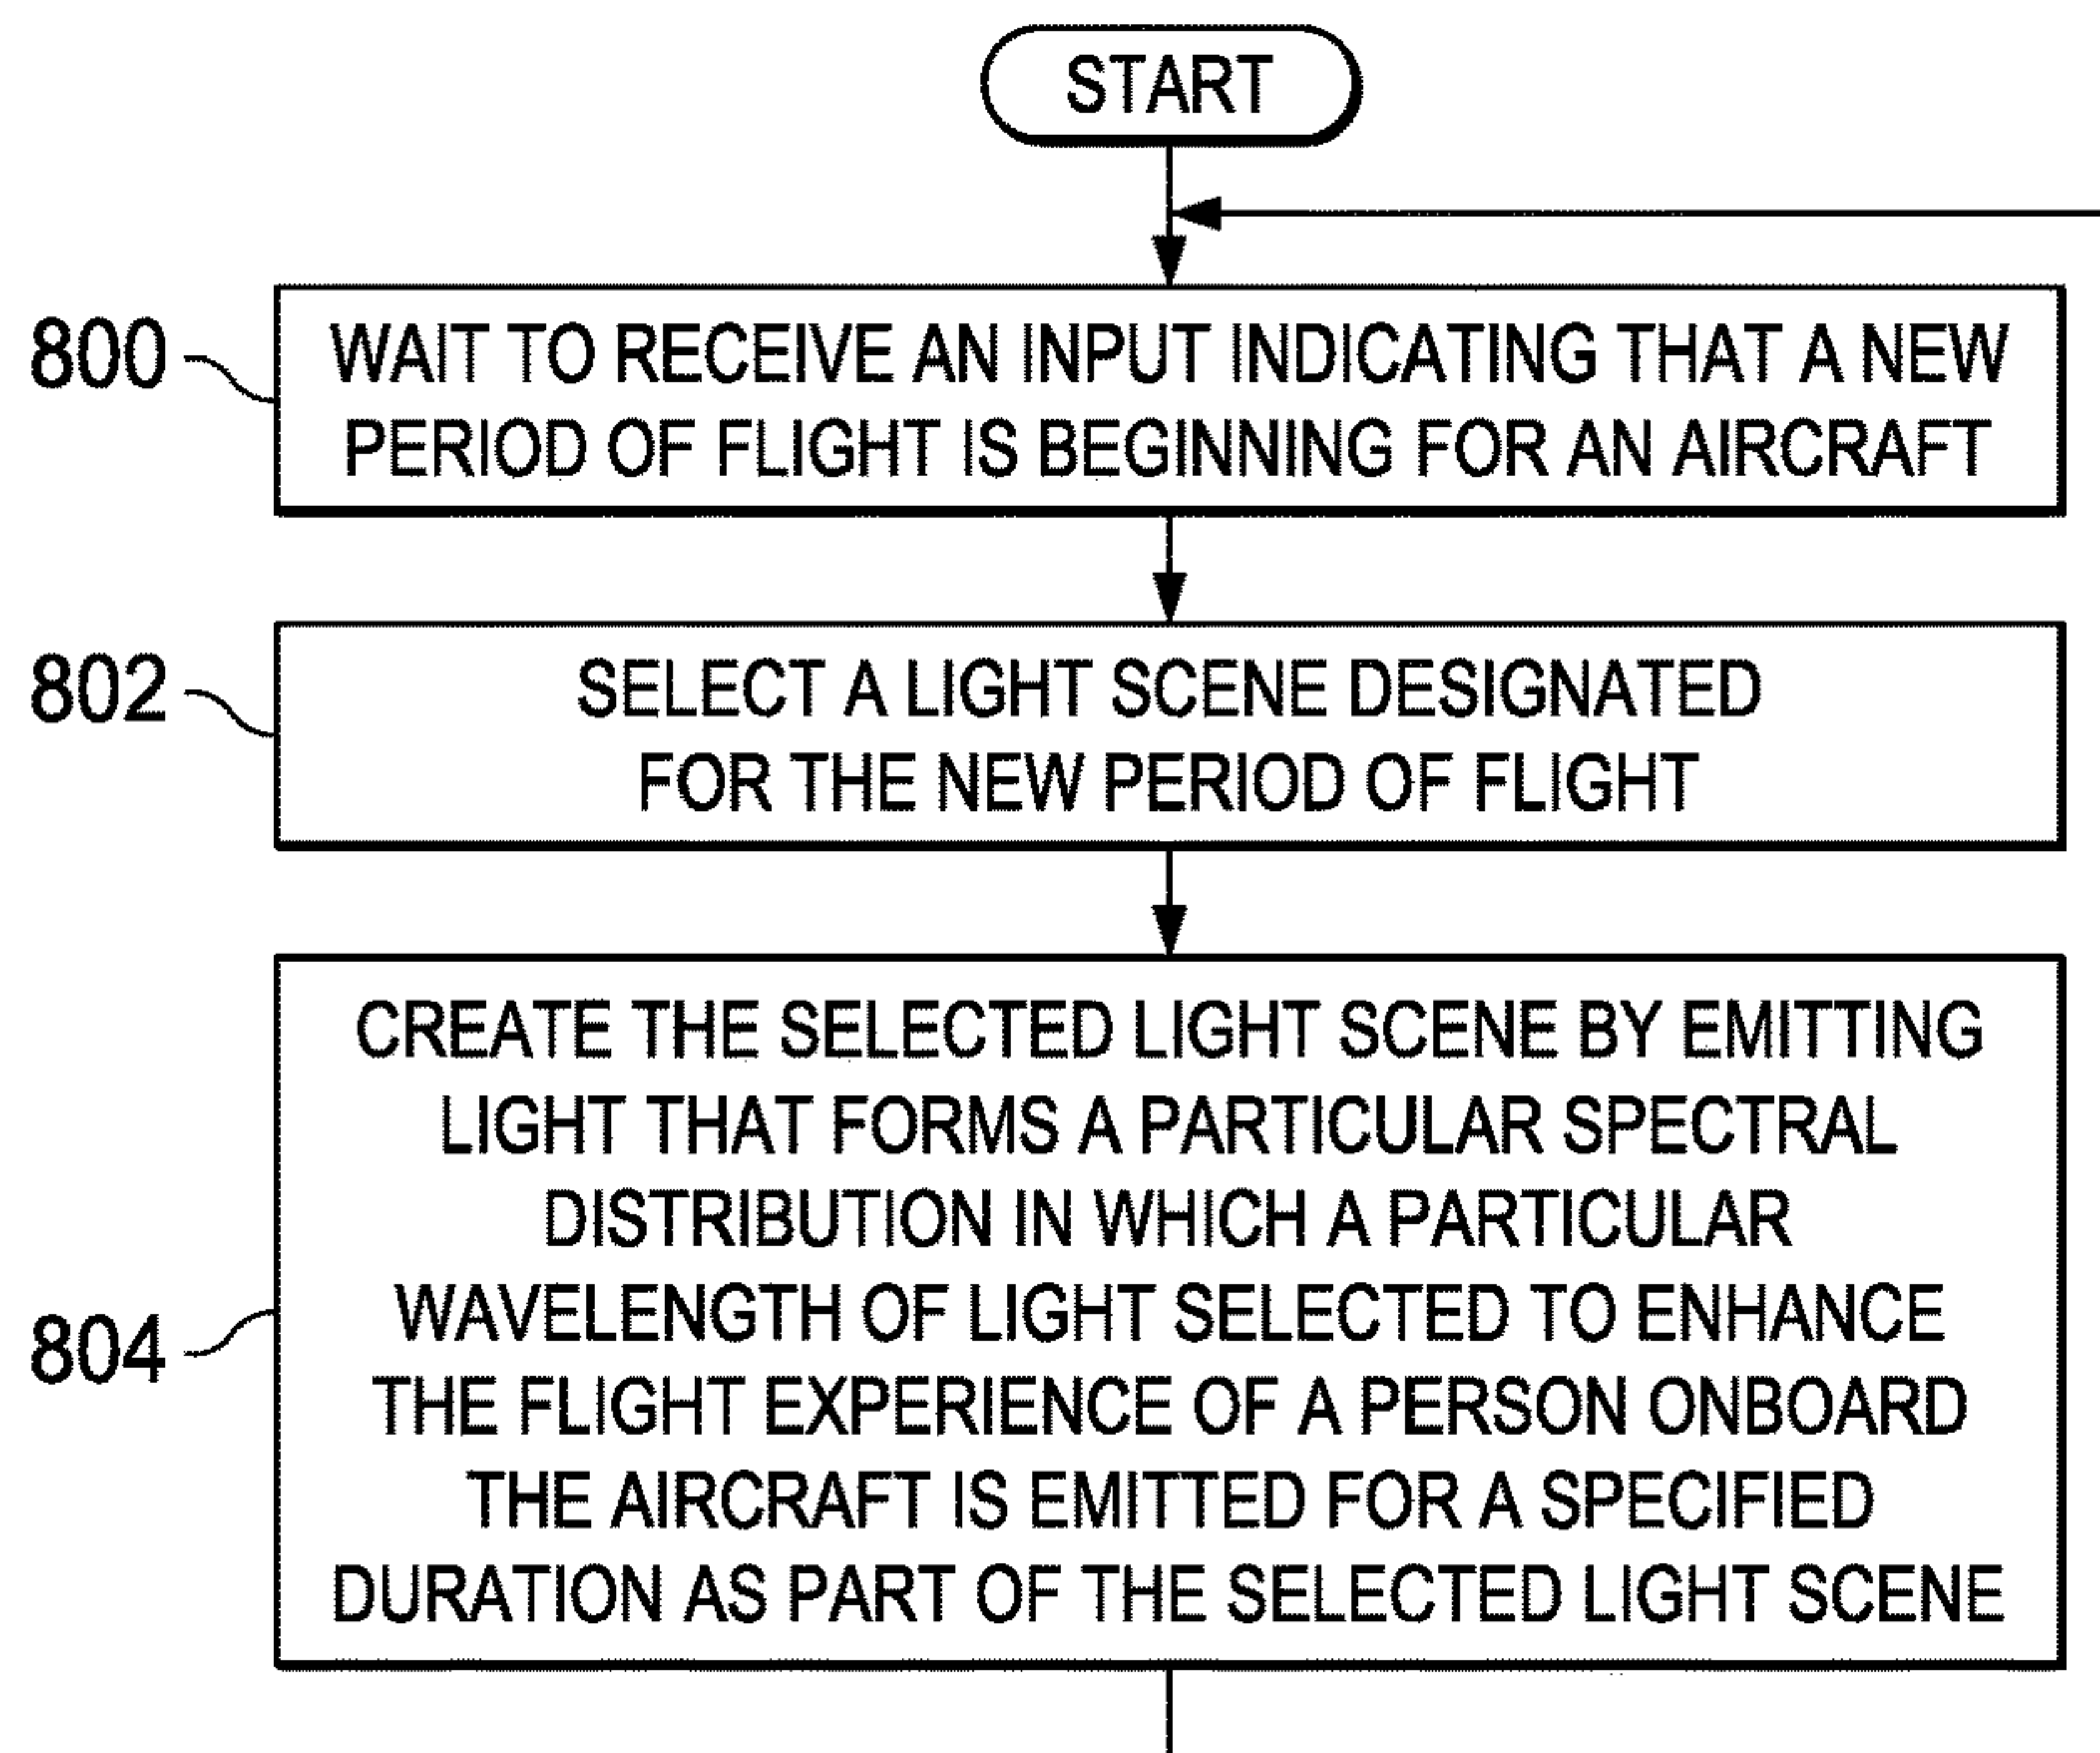 START
800
WAIT TO RECEIVE AN INPUT INDICATING THAT A NEW
PERIOD OF FLIGHT IS BEGINNING FOR AN AIRCRAFT
802
SELECT A LIGHT SCENE DESIGNATED
FOR THE NEW PERIOD OF FLIGHT
804
CREATE THE SELECTED LIGHT SCENE BY EMITTING
LIGHT THAT FORMS A PARTICULAR SPECTRAL
DISTRIBUTION IN WHICH A PARTICULAR
WAVELENGTH OF LIGHT SELECTED TO ENHANCE
THE FLIGHT EXPERIENCE OF A PERSON ONBOARD
THE AIRCRAFT IS EMITTED FOR A SPECIFIED
DURATION AS PART OF THE SELECTED LIGHT SCENE